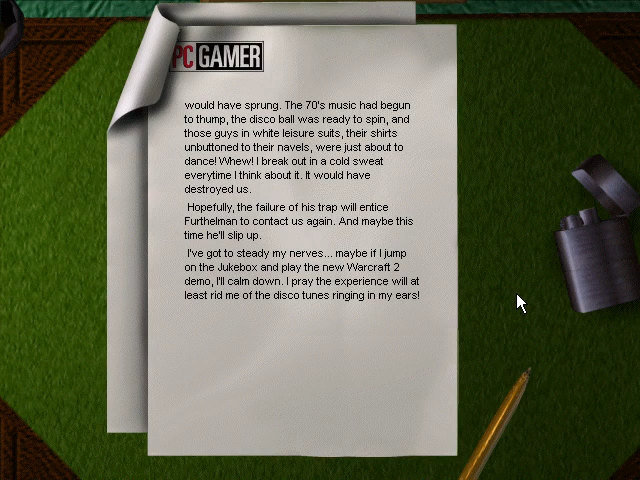 PC GAMER
would have sprung. The 70's music had begun
to thump, the disco ball was ready to spin, and
those guys in white leisure suits, their shirts
unbuttoned to their navels, were just about to
dance! Whew! I break out in a cold sweat
everytime I think about it. It would have
destroyed us.
Hopefully, the failure of his trap will entice
Furthelman to contact us again. And maybe this
time he'll slip up.
I've got to steady my nerves... maybe if I jump
on the Jukebox and play the new Warcraft 2
demo, I'll calm down. I pray the experience will at
least rid me of the disco tunes ringing in my ears!